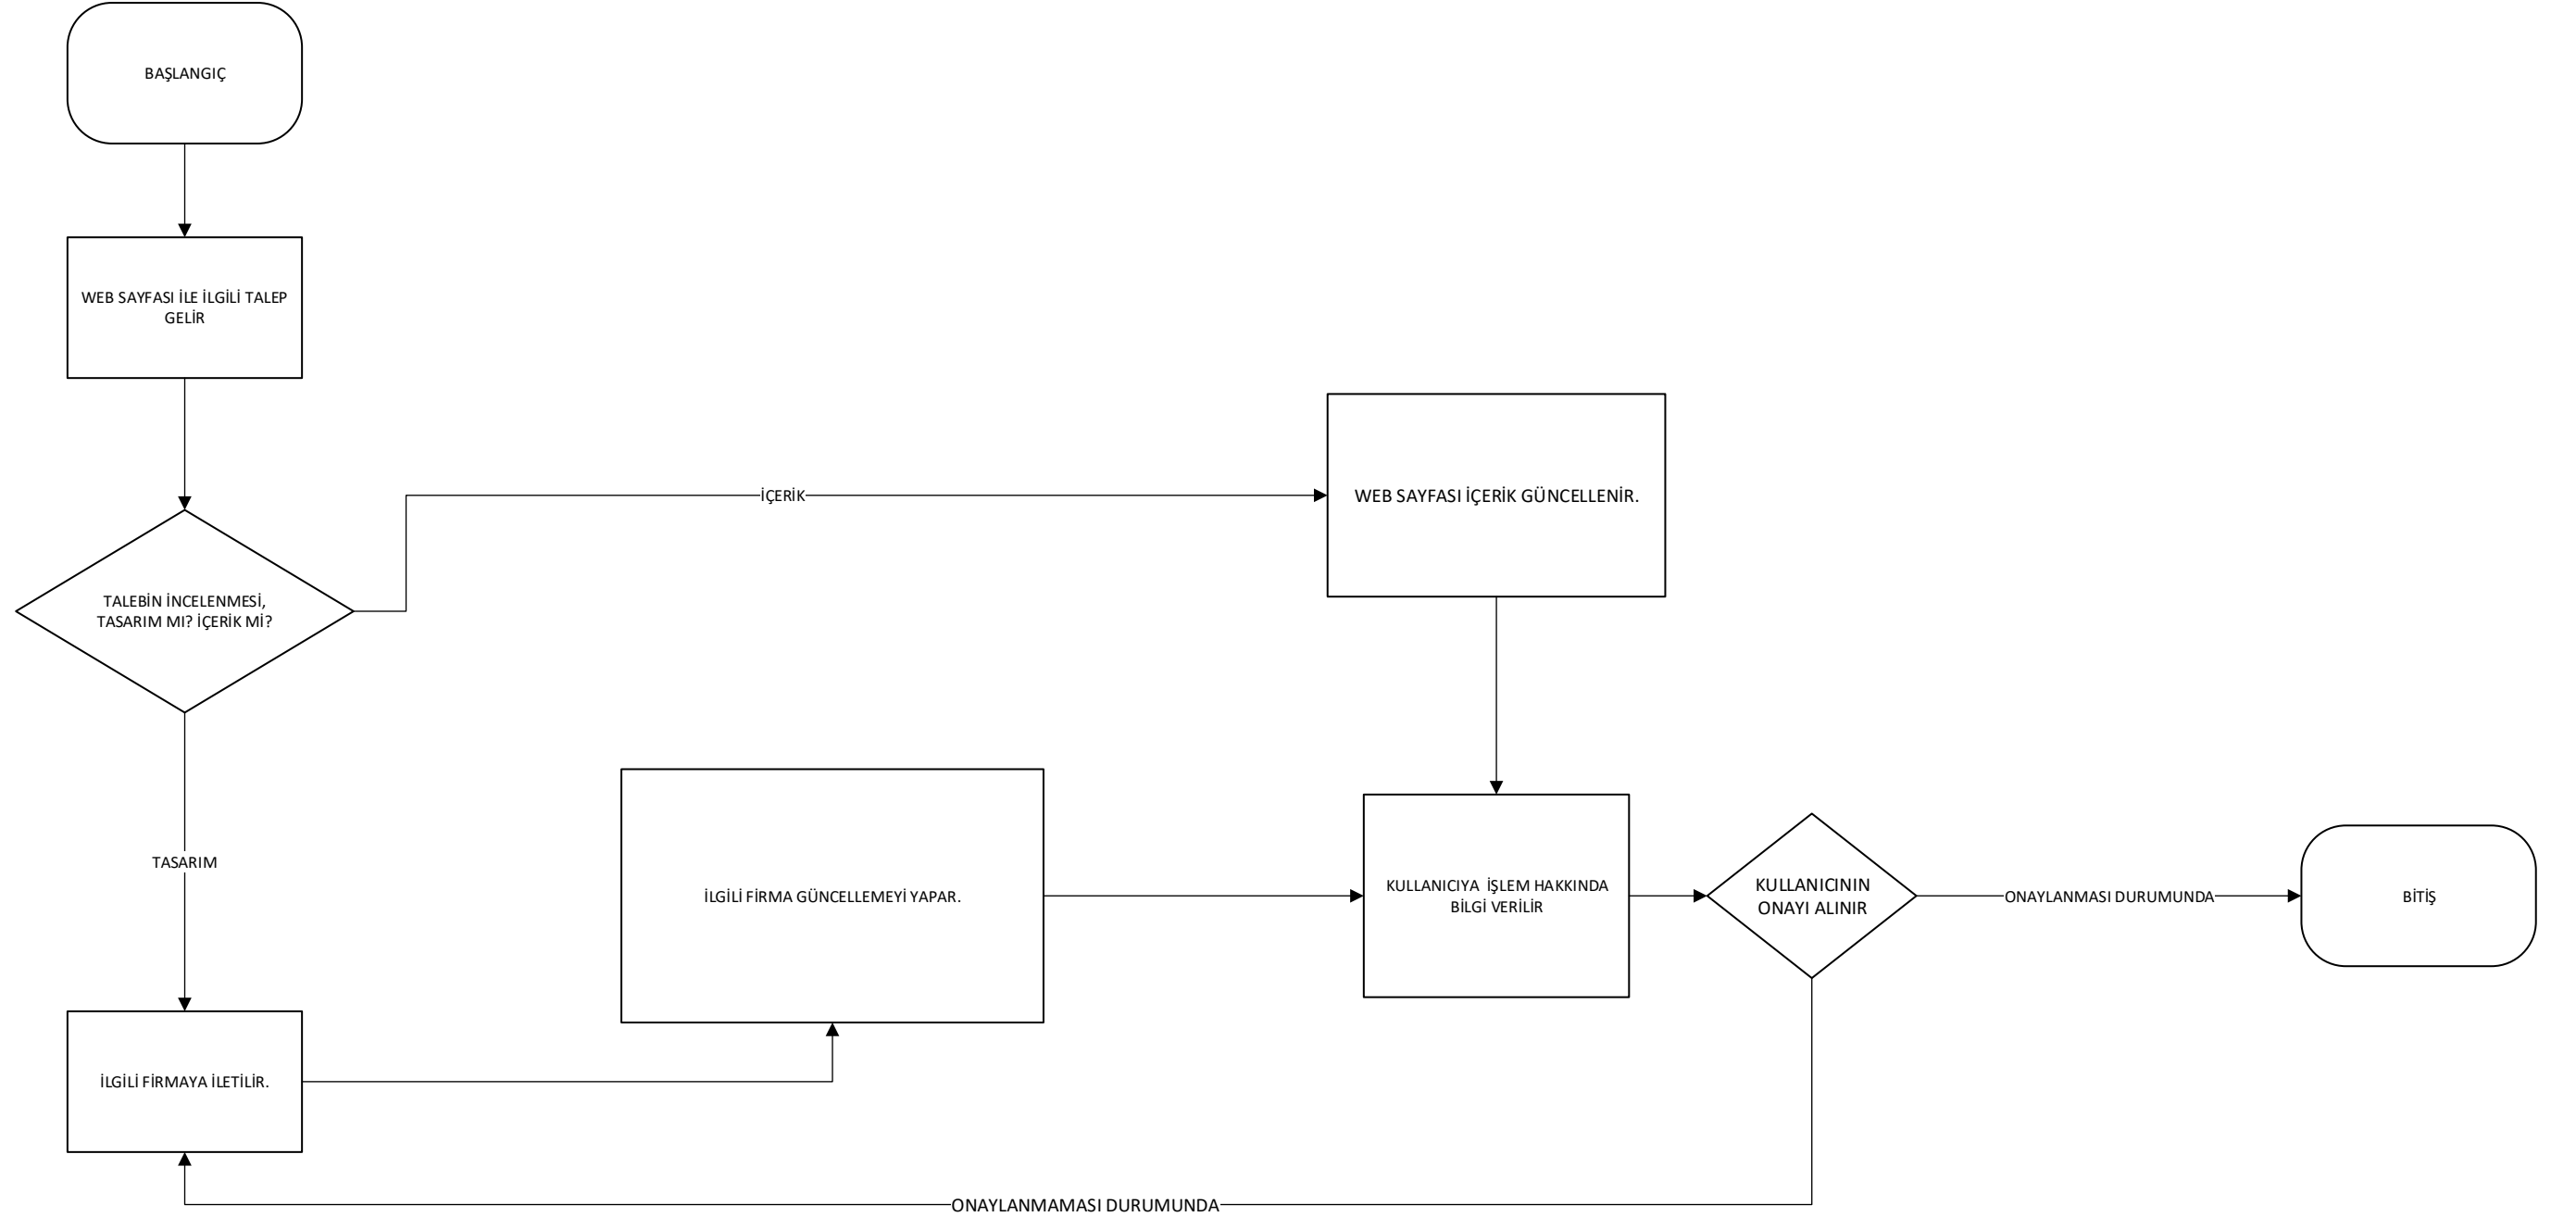 BAŞLANGIÇ
WEB SAYFASI İLE İLGİLİ TALEP
GELİR
TALEBİN İNCELENMESİ,
TASARIM MI? İÇERİK Mİ?
İÇERİK
WEB SAYFASI İÇERİK GÜNCELLENİR.
TASARIM
İLGİLİ FİRMAYA İLETİLİR.
İLGİLİ FİRMA GÜNCELLEMEYİ YAPAR.
KULLANICIYA  İŞLEM HAKKINDA
BİLGİ VERİLİR
KULLANICININ
ONAYI ALINIR
ONAYLANMASI DURUMUNDA
BİTİŞ
ONAYLANMAMASI DURUMUNDA